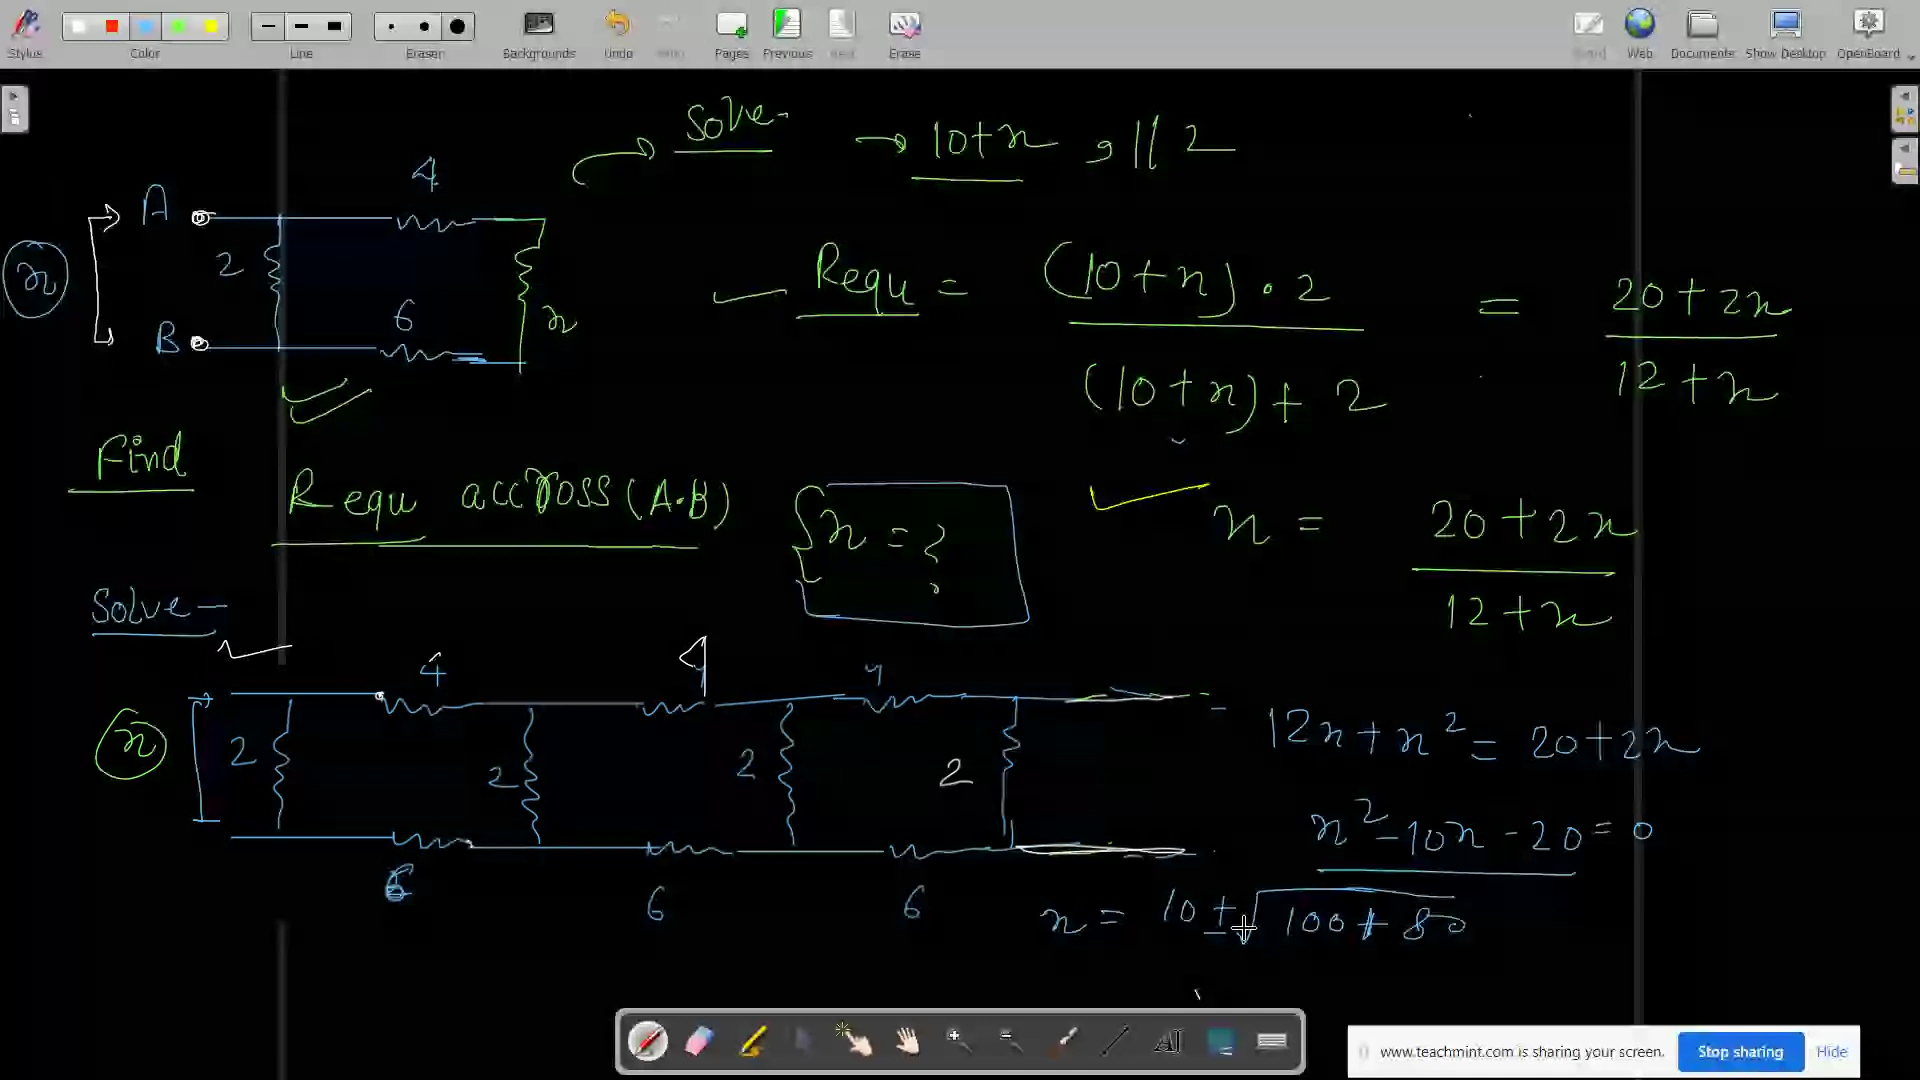 Stylus Color Line Eraser Backgrounds Undo Pages Previous Erase Web Documents Show Desktop OpenBoard
Solve- → 10+x , || 2
4
A
2
x
6
x
B
Requ = (10+x) . 2 / (10+x) + 2 = 20+2x / 12+x
Find
Requ accross (A.B)
x = ?
x = 20+2x / 12+x
Solve-
4 4 4
x
2 2 2 2
6 6 6
12x + x² = 20+2x
x² - 10x - 20 = 0
x = 10 ± √100 + 80
www.teachmint.com is sharing your screen. Stop sharing Hide